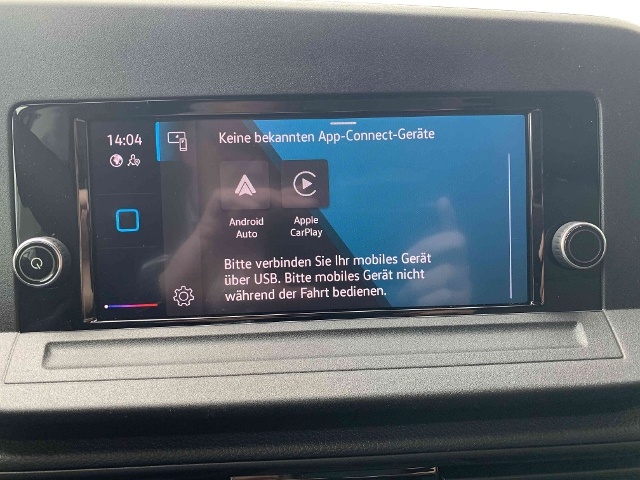 14:04
Keine bekannten App-Connect-Geräte
Android
Auto
Apple
CarPlay
Bitte verbinden Sie Ihr mobiles Gerät
über USB. Bitte mobiles Gerät nicht
während der Fahrt bedienen.